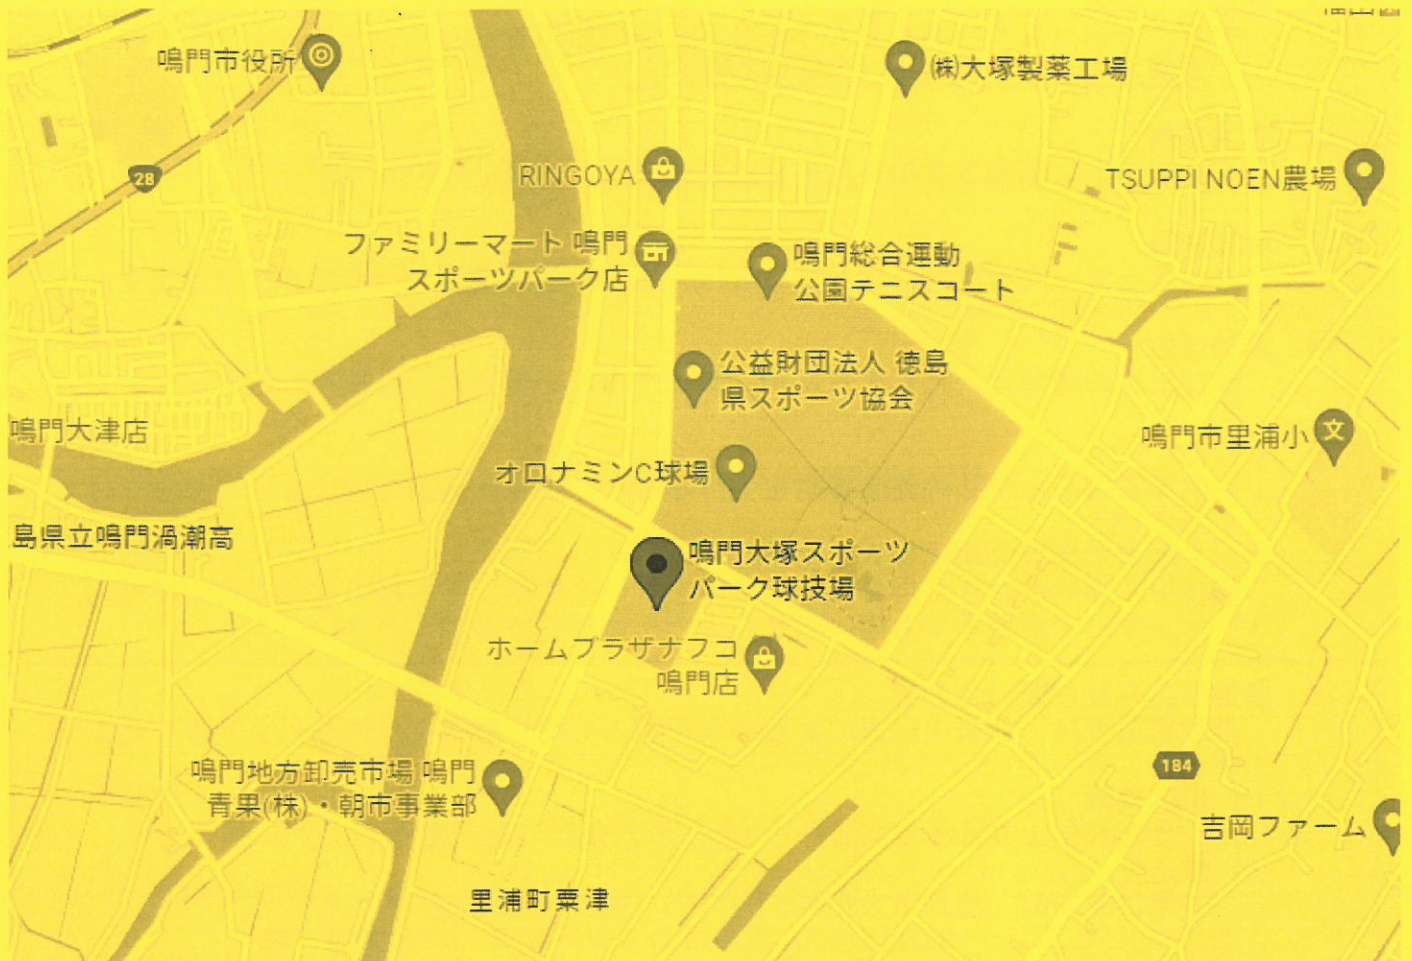 鳴門市役所
(株)大塚製薬工場
28
RINGOYA
TSUPPI NOEN農場
ファミリーマート 鳴門
スポーツパーク店
鳴門総合運動
公園テニスコート
公益財団法人 徳島
県スポーツ協会
鳴門大津店
鳴門市里浦小
文
オロナミンC球場
島県立鳴門渦潮高
鳴門大塚スポーツ
パーク球技場
ホームプラザナフコ
鳴門店
184
鳴門地方卸売市場 鳴門
青果(株)・朝市事業部
吉岡ファーム
里浦町粟津